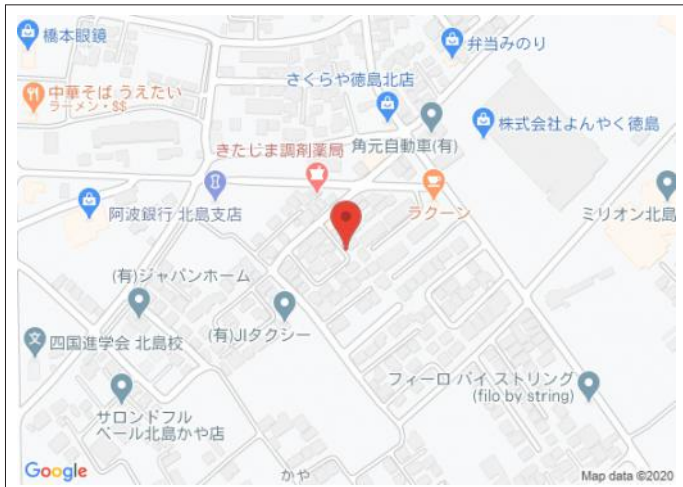 橋本眼鏡
弁当みのり
さくらや徳島北店
中華そば うえたい
ラーメン・$$
角元自動車(有)
株式会社よんやく徳島
きたじま調剤薬局
阿波銀行 北島支店
ラクーン
ミリオン北島
(有)ジャパンホーム
(有)JIタクシー
四国進学会 北島校
フィーロ バイ ストリング
(filo by string)
サロンドフル
ベール北島かや店
かや
Google
Map data ©2020